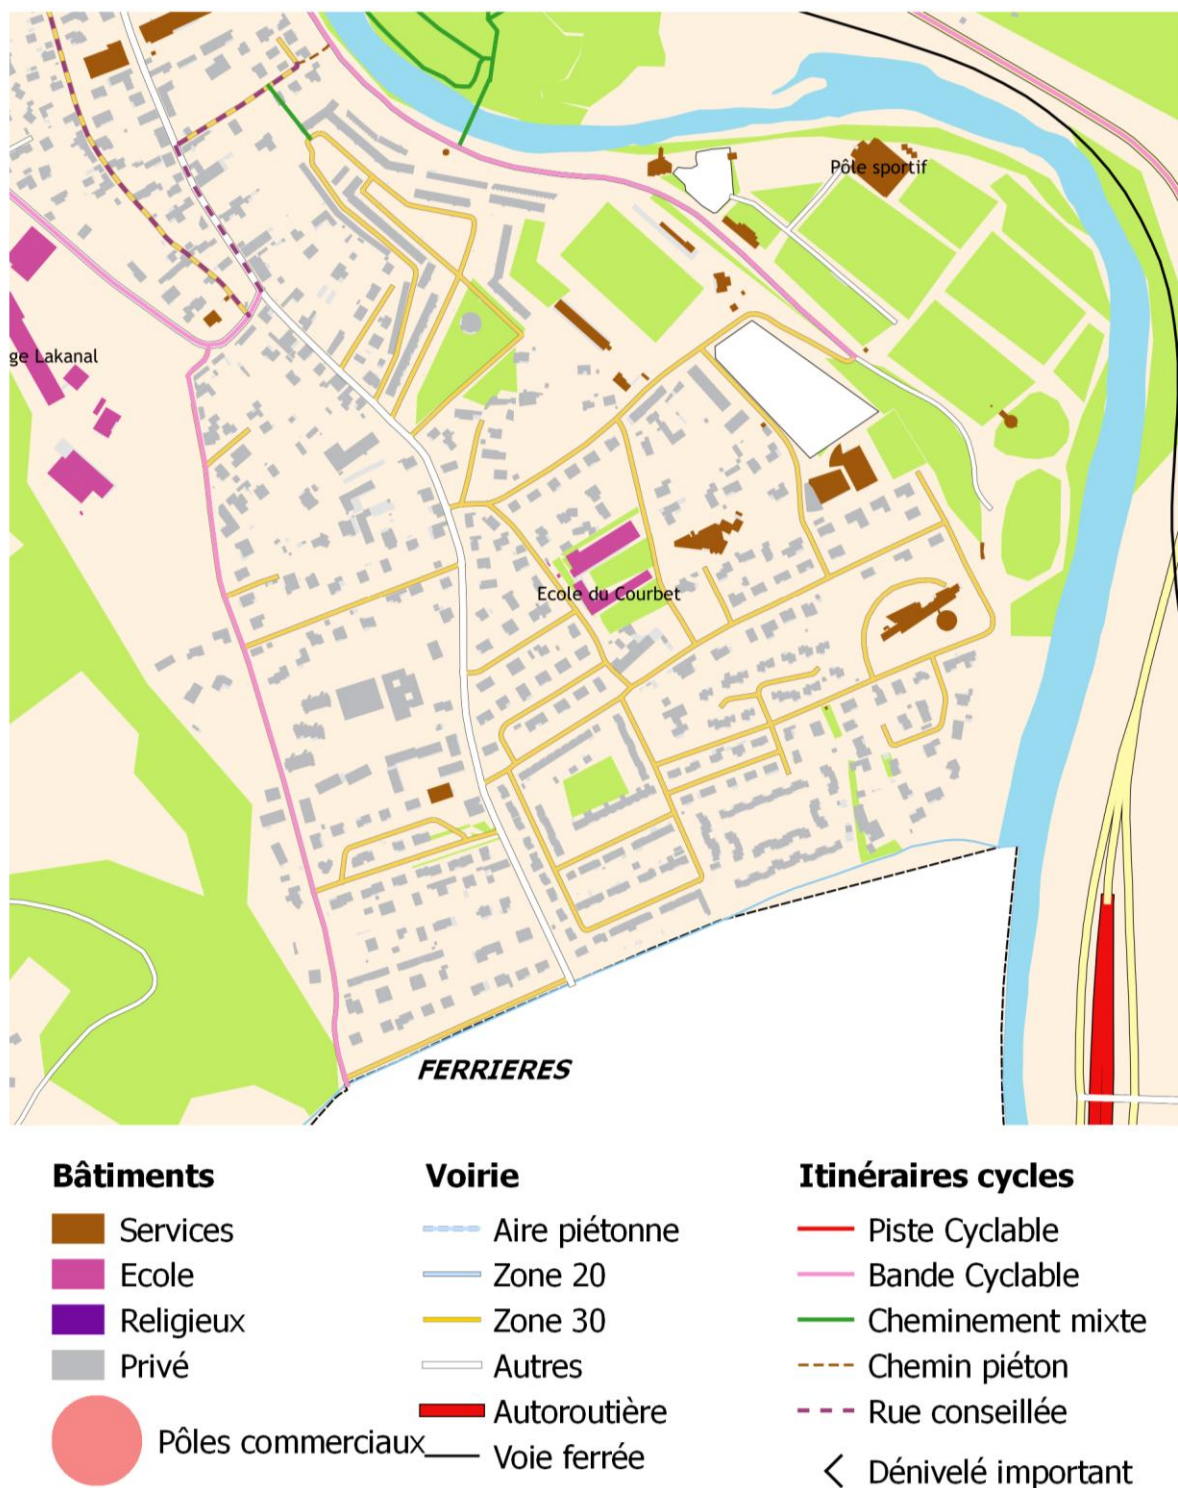 Pôle sportif
ge Lakanal
Ecole du Courbet
FERRIERES
Bâtiments
Services
Ecole
Religieux
Privé
Pôles commerciaux
Voirie
Aire piétonne
Zone 20
Zone 30
Autres
Autoroutière
Voie ferrée
Itinéraires cycles
Piste Cyclable
Bande Cyclable
Cheminement mixte
Chemin piéton
Rue conseillée
Dénivelé important